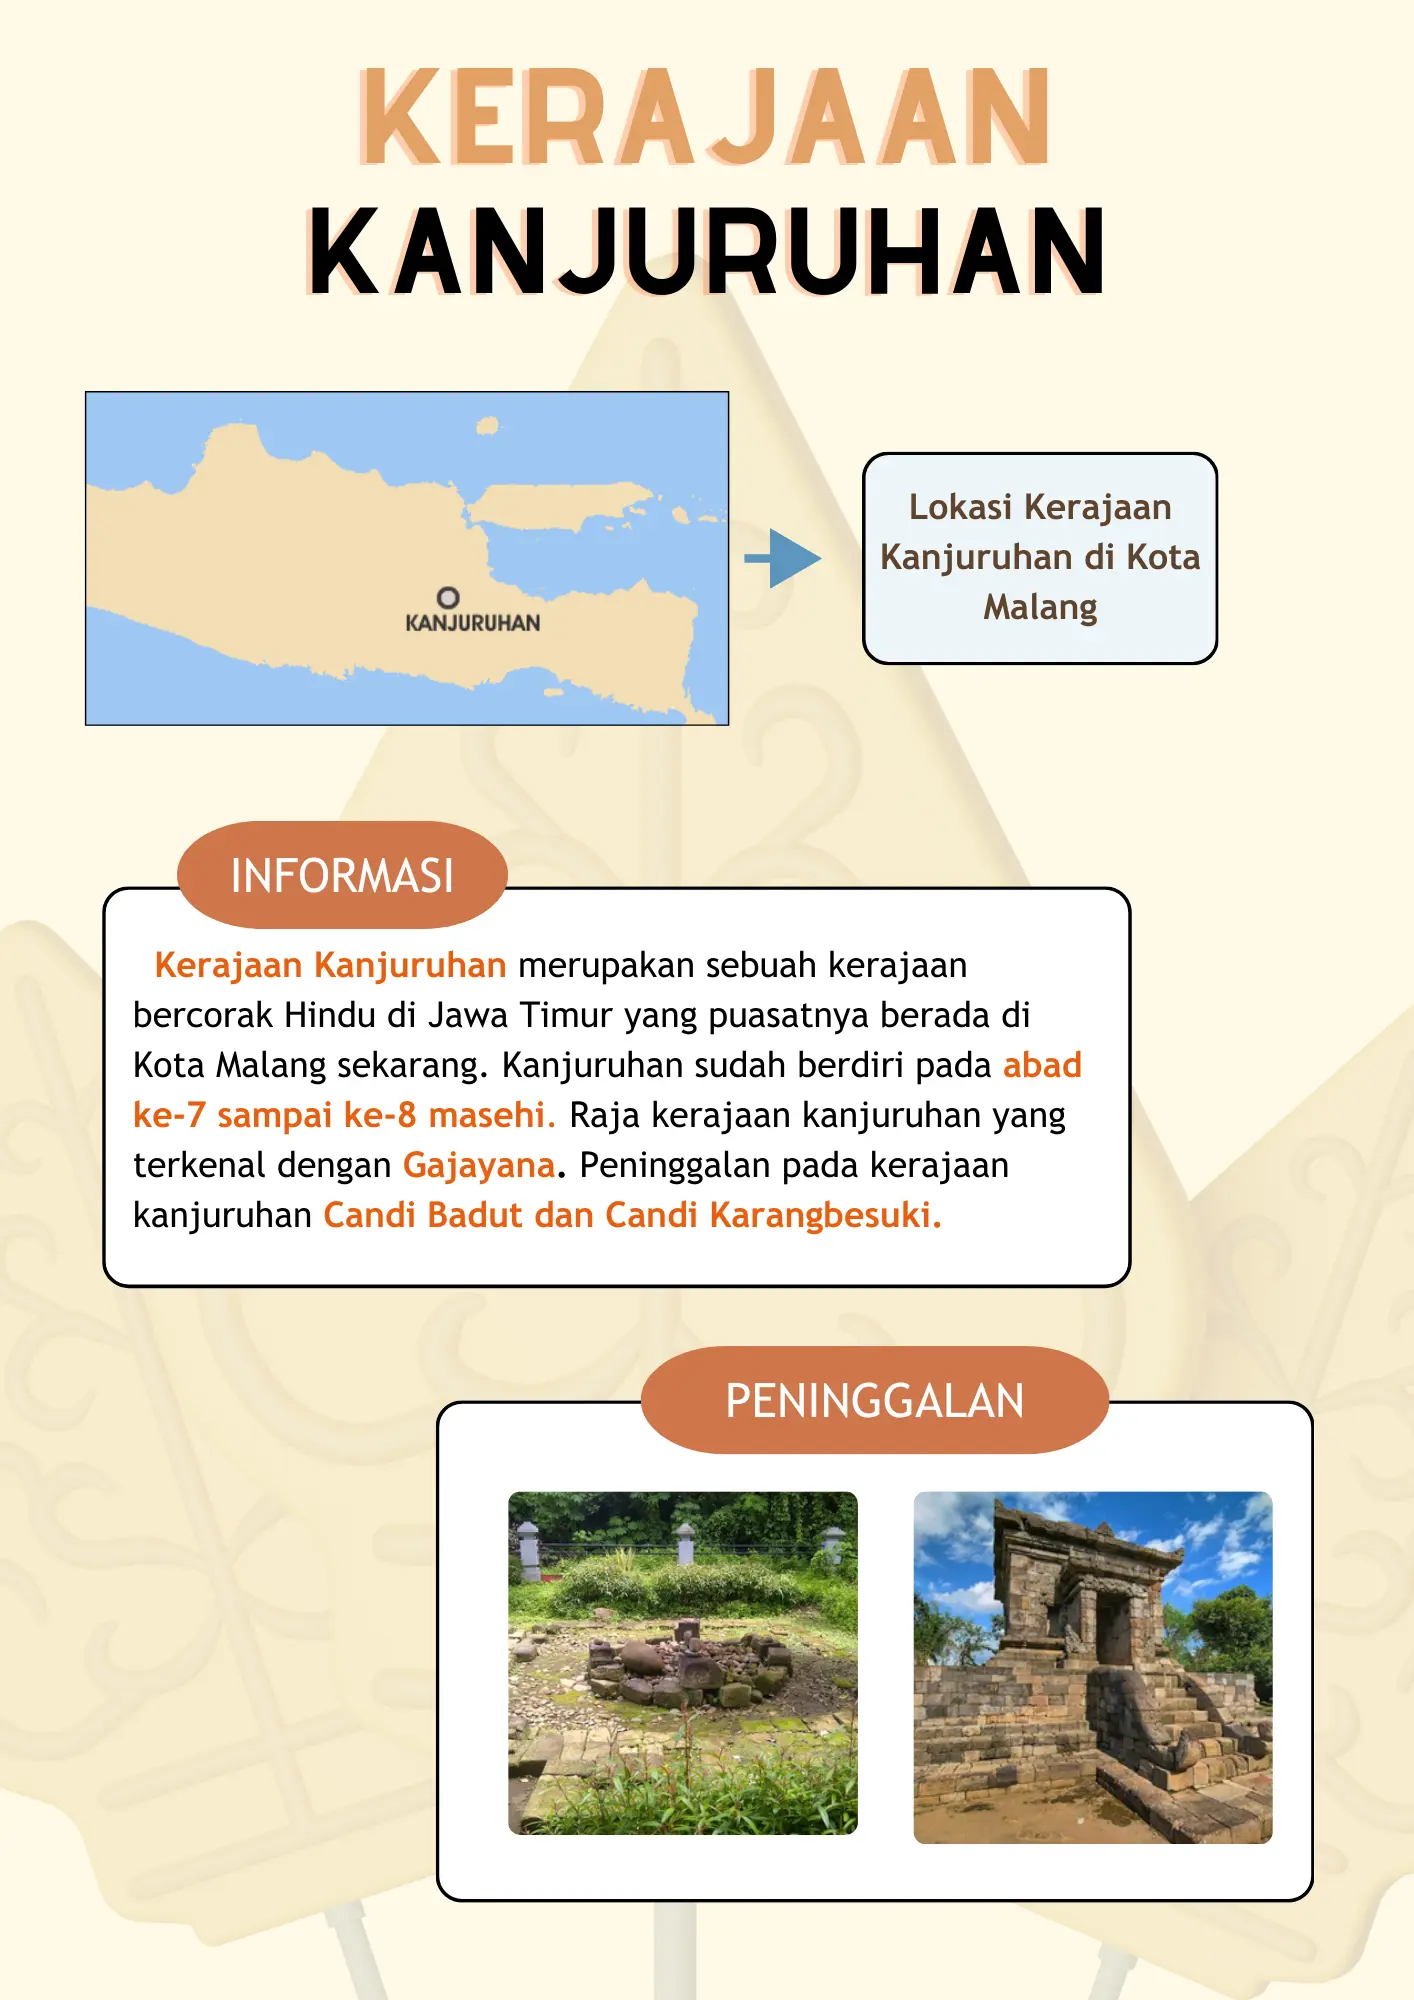 KERAJAAN
KANJURUHAN
KANJURUHAN
Lokasi Kerajaan
Kanjuruhan di Kota
Malang
INFORMASI
Kerajaan Kanjuruhan merupakan sebuah kerajaan
bercorak Hindu di Jawa Timur yang puasatnya berada di
Kota Malang sekarang. Kanjuruhan sudah berdiri pada abad
ke-7 sampai ke-8 masehi. Raja kerajaan kanjuruhan yang
terkenal dengan Gajayana. Peninggalan pada kerajaan
kanjuruhan Candi Badut dan Candi Karangbesuki.
PENINGGALAN